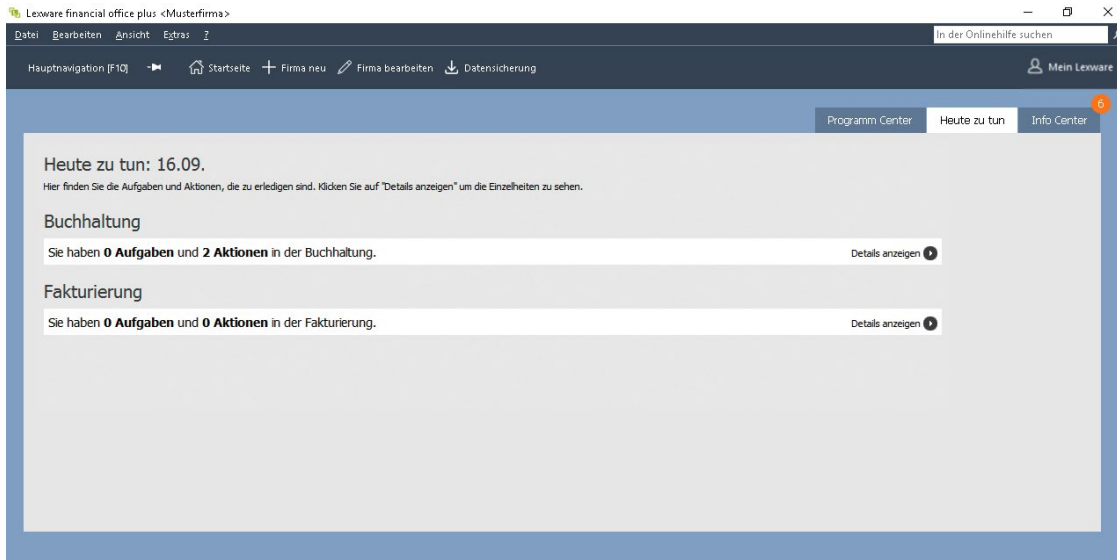 Lexware financial office plus <Musterfirma>
Datei Bearbeiten Ansicht Extras ? In der Onlinehilfe suchen
Hauptnavigation [F10] Startseite Firma neu Firma bearbeiten Datensicherung Mein Lexware
6
Programm Center Heute zu tun Info Center
Heute zu tun: 16.09.
Hier finden Sie die Aufgaben und Aktionen, die zu erledigen sind. Klicken Sie auf "Details anzeigen" um die Einzelheiten zu sehen.
Buchhaltung
Sie haben 0 Aufgaben und 2 Aktionen in der Buchhaltung. Details anzeigen
Fakturierung
Sie haben 0 Aufgaben und 0 Aktionen in der Fakturierung. Details anzeigen